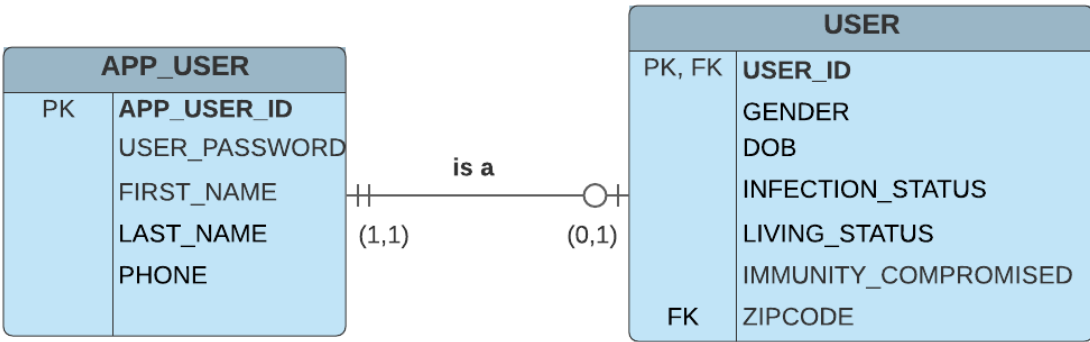 APP_USER
PK APP_USER_ID
USER_PASSWORD
FIRST_NAME
LAST_NAME
PHONE
is a
(1,1)
(0,1)
USER
PK, FK USER_ID
GENDER
DOB
INFECTION_STATUS
LIVING_STATUS
IMMUNITY_COMPROMISED
FK ZIPCODE